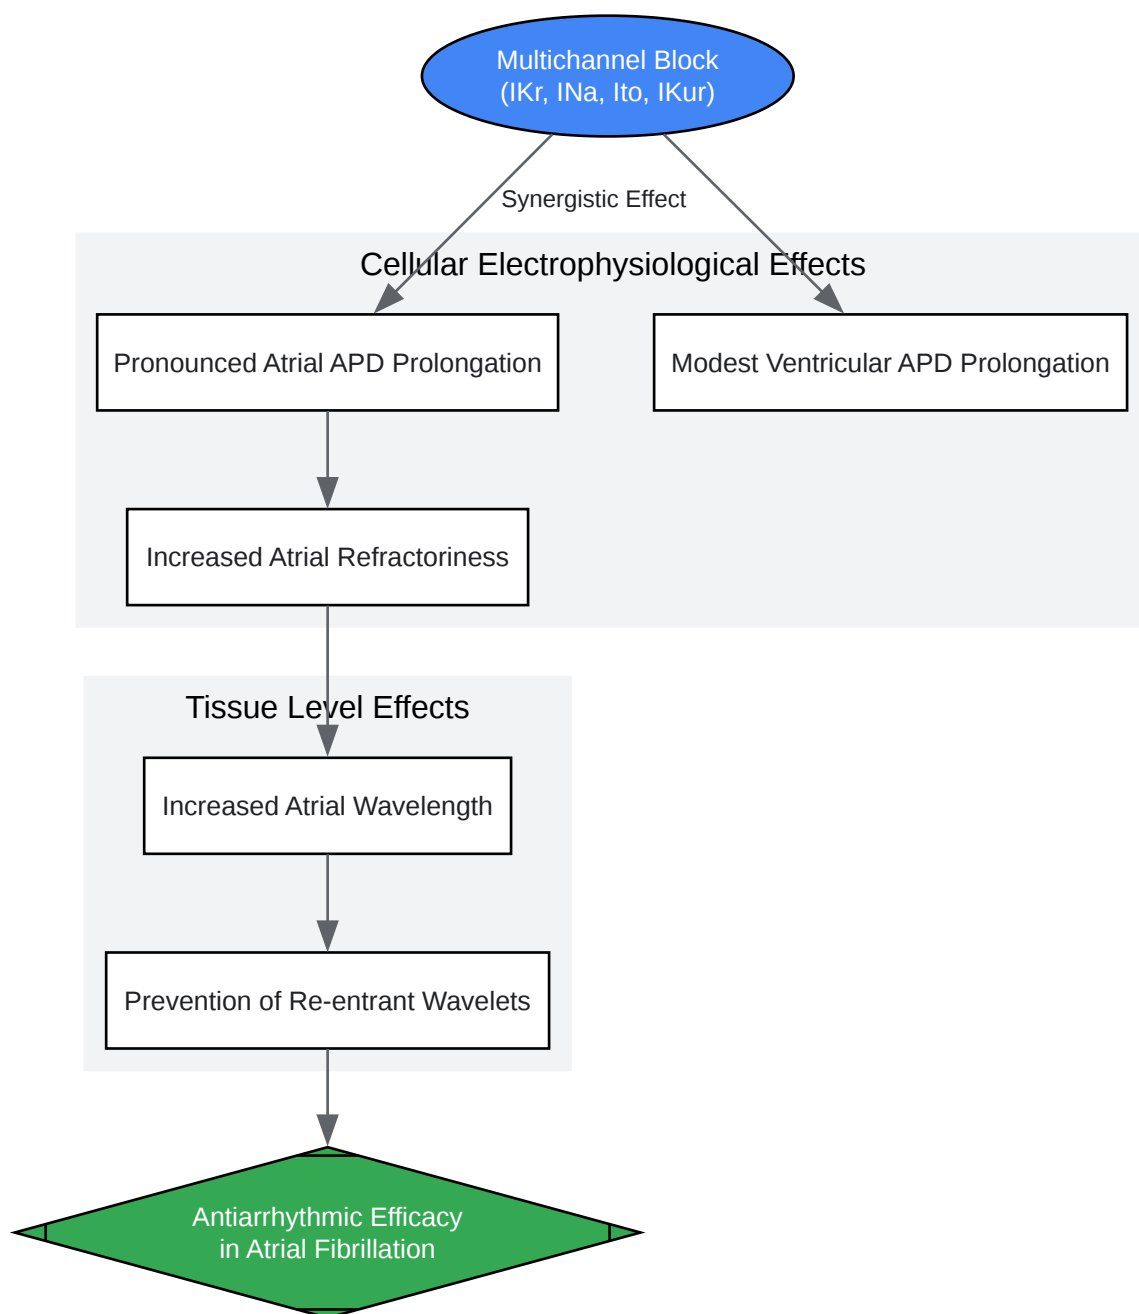 Multichannel Block
(IKr, INa, Ito, IKur)
Synergistic Effect
Cellular Electrophysiological Effects
Pronounced Atrial APD Prolongation
Modest Ventricular APD Prolongation
Increased Atrial Refractoriness
Tissue Level Effects
Increased Atrial Wavelength
Prevention of Re-entrant Wavelets
Antiarrhythmic Efficacy
in Atrial Fibrillation